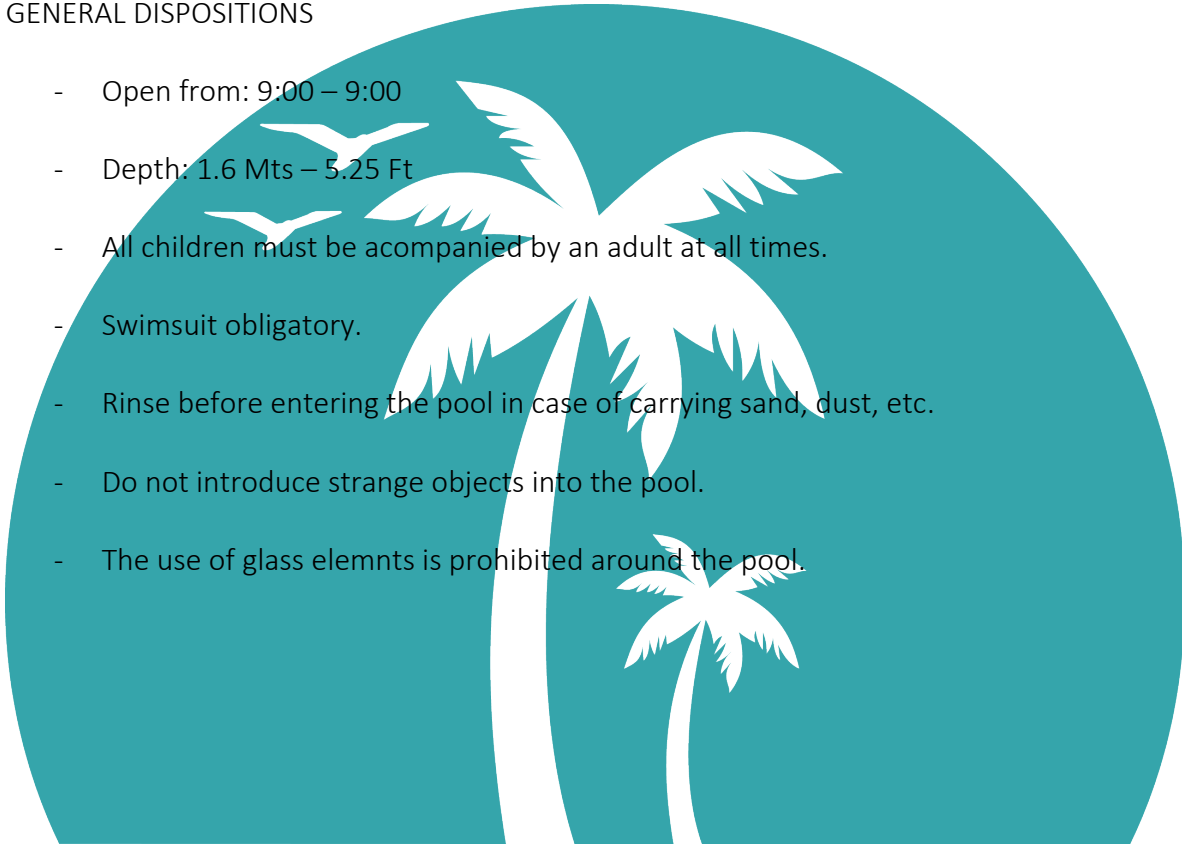 GENERAL DISPOSITIONS
- Open from: 9:00 – 9:00
- Depth: 1.6 Mts – 5.25 Ft
- All children must be acompanied by an adult at all times.
- Swimsuit obligatory.
- Rinse before entering the pool in case of carrying sand, dust, etc.
- Do not introduce strange objects into the pool.
- The use of glass elemnts is prohibited around the pool.